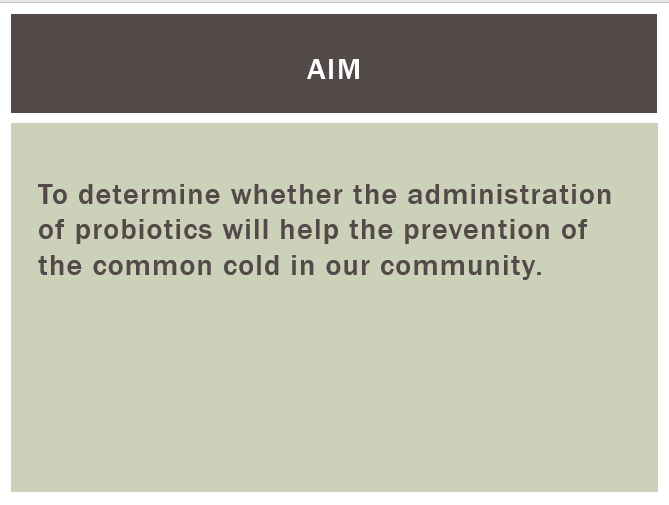 AIM
To determine whether the administration
of probiotics will help the prevention of
the common cold in our community.